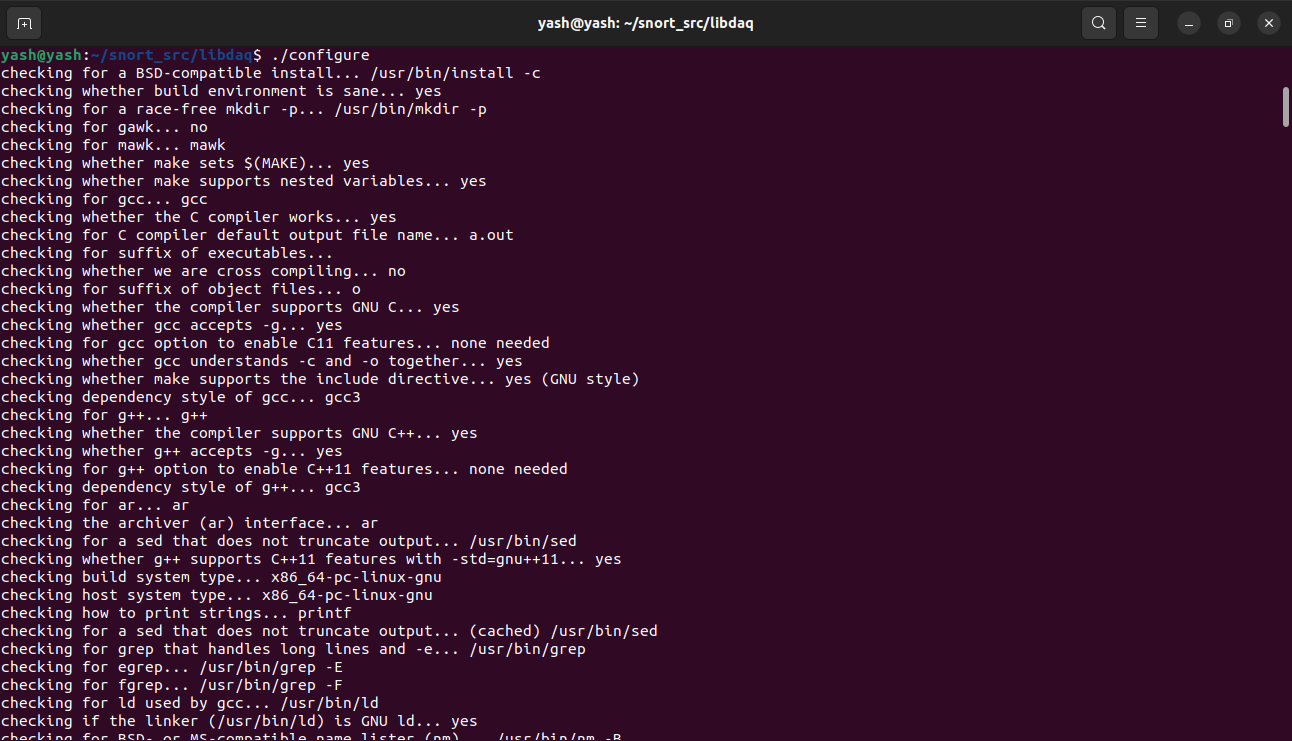 yash@yash: ~/snort_src/libdaq
yash@yash:~/snort_src/libdaq$ ./configure
checking for a BSD-compatible install... /usr/bin/install -c
checking whether build environment is sane... yes
checking for a race-free mkdir -p... /usr/bin/mkdir -p
checking for gawk... no
checking for mawk... mawk
checking whether make sets $(MAKE)... yes
checking whether make supports nested variables... yes
checking for gcc... gcc
checking whether the C compiler works... yes
checking for C compiler default output file name... a.out
checking for suffix of executables...
checking whether we are cross compiling... no
checking for suffix of object files... o
checking whether the compiler supports GNU C... yes
checking whether gcc accepts -g... yes
checking for gcc option to enable C11 features... none needed
checking whether gcc understands -c and -o together... yes
checking whether make supports the include directive... yes (GNU style)
checking dependency style of gcc... gcc3
checking for g++... g++
checking whether the compiler supports GNU C++... yes
checking whether g++ accepts -g... yes
checking for g++ option to enable C++11 features... none needed
checking dependency style of g++... gcc3
checking for ar... ar
checking the archiver (ar) interface... ar
checking for a sed that does not truncate output... /usr/bin/sed
checking whether g++ supports C++11 features with -std=gnu++11... yes
checking build system type... x86_64-pc-linux-gnu
checking host system type... x86_64-pc-linux-gnu
checking how to print strings... printf
checking for a sed that does not truncate output... (cached) /usr/bin/sed
checking for grep that handles long lines and -e... /usr/bin/grep
checking for egrep... /usr/bin/grep -E
checking for fgrep... /usr/bin/grep -F
checking for ld used by gcc... /usr/bin/ld
checking if the linker (/usr/bin/ld) is GNU ld... yes
checking for BSD- or MS-compatible name lister (nm)... /usr/bin/nm -B